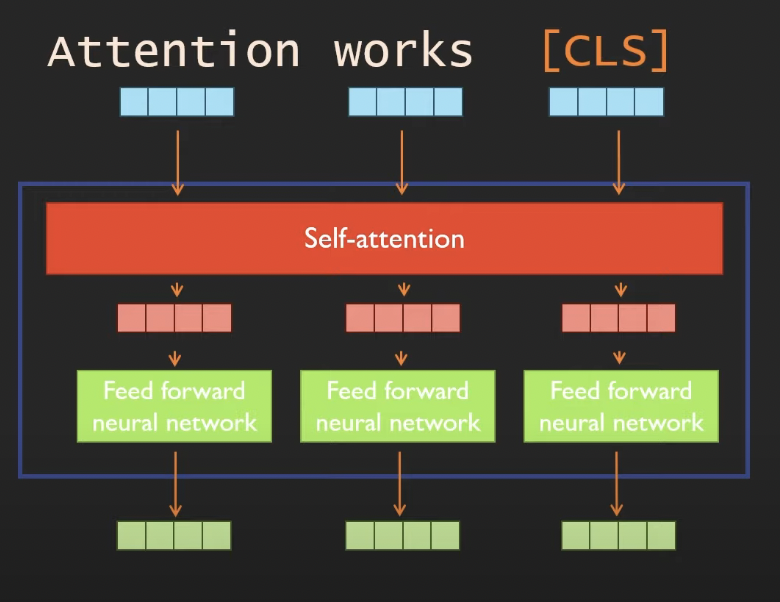 Attention works [CLS]
Self-attention
Feed forward
neural network
Feed forward
neural network
Feed forward
neural network